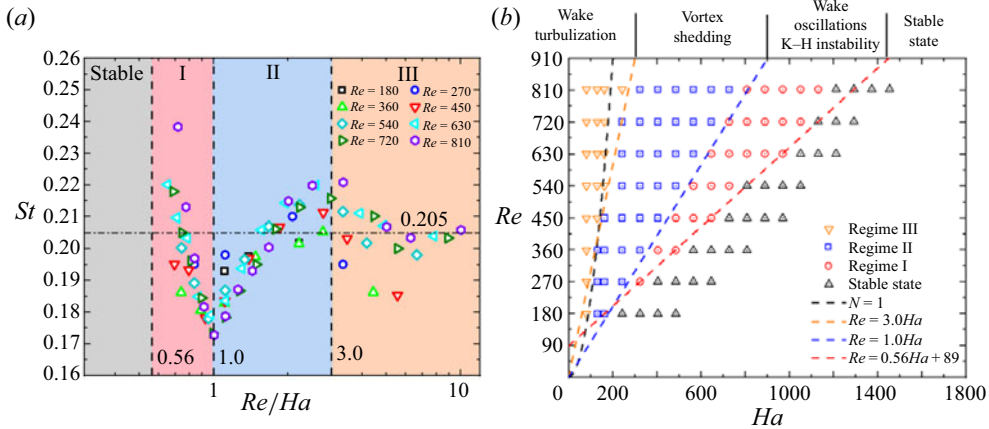 (a)
Stable
I
II
III
Re = 180
Re = 270
Re = 360
Re = 450
Re = 540
Re = 630
Re = 720
Re = 810
0.205
0.56
1.0
3.0
0.26
0.25
0.24
0.23
0.22
0.21
0.20
0.19
0.18
0.17
0.16
St
1
10
Re/Ha
(b)
Wake
turbulization
Vortex
shedding
Wake
oscillations
K–H instability
Stable
state
910
810
720
630
540
450
360
270
180
90
Re
Regime III
Regime II
Regime I
Stable state
N = 1
Re = 3.0Ha
Re = 1.0Ha
Re = 0.56Ha + 89
0
200
600
1000
1400
1800
Ha